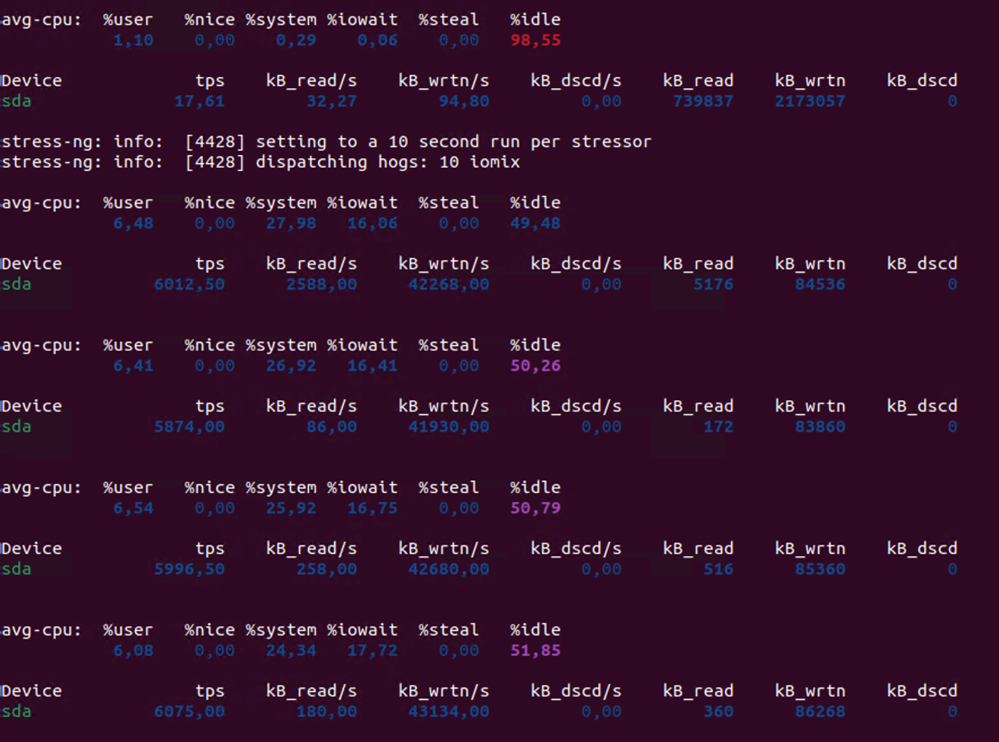 avg-cpu: %user %nice %system %iowait %steal %idle
1,10 0,00 0,29 0,06 0,00 98,55
Device tps kB_read/s kB_wrtn/s kB_dscd/s kB_read kB_wrtn kB_dscd
sda 17,61 32,27 94,80 0,00 739837 2173057 0
stress-ng: info: [4428] setting to a 10 second run per stressor
stress-ng: info: [4428] dispatching hogs: 10 iomix
avg-cpu: %user %nice %system %iowait %steal %idle
6,48 0,00 27,98 16,06 0,00 49,48
Device tps kB_read/s kB_wrtn/s kB_dscd/s kB_read kB_wrtn kB_dscd
sda 6012,50 2588,00 42268,00 0,00 5176 84536 0
avg-cpu: %user %nice %system %iowait %steal %idle
6,41 0,00 26,92 16,41 0,00 50,26
Device tps kB_read/s kB_wrtn/s kB_dscd/s kB_read kB_wrtn kB_dscd
sda 5874,00 86,00 41930,00 0,00 172 83860 0
avg-cpu: %user %nice %system %iowait %steal %idle
6,54 0,00 25,92 16,75 0,00 50,79
Device tps kB_read/s kB_wrtn/s kB_dscd/s kB_read kB_wrtn kB_dscd
sda 5996,50 258,00 42680,00 0,00 516 85360 0
avg-cpu: %user %nice %system %iowait %steal %idle
6,08 0,00 24,34 17,72 0,00 51,85
Device tps kB_read/s kB_wrtn/s kB_dscd/s kB_read kB_wrtn kB_dscd
sda 6075,00 180,00 43134,00 0,00 360 86268 0